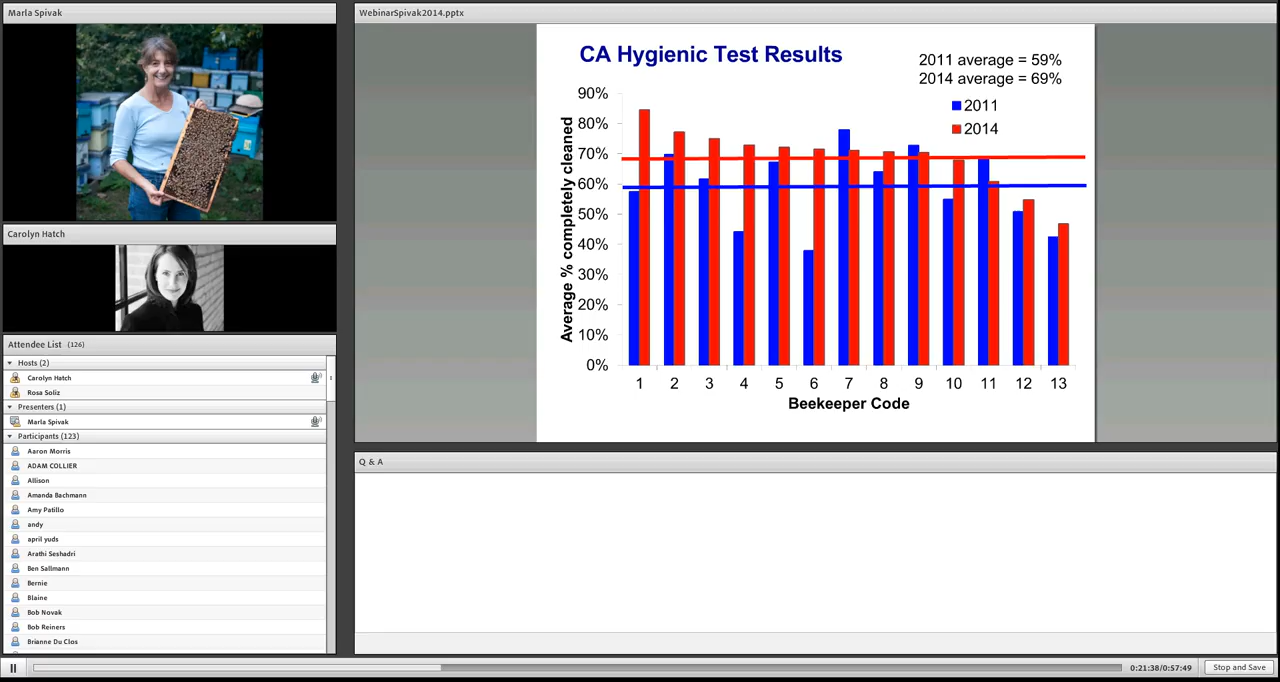 Marla Spivak
Carolyn Hatch
Attendee List (126)
Hosts (2)
Carolyn Hatch
Rosa Soliz
Presenters (1)
Marla Spivak
Participants (123)
Aaron Morris
ADAM COLLIER
Allison
Amanda Bachmann
Amy Patillo
andy
april yuds
Arathi Seshadri
Ben Sallmann
Bernie
Blaine
Bob Novak
Bob Reiners
Brianne Du Clos
WebinarSpivak2014.pptx
CA Hygienic Test Results
2011 average = 59%
2014 average = 69%
2011
2014
Average % completely cleaned
90%
80%
70%
60%
50%
40%
30%
20%
10%
0%
1 2 3 4 5 6 7 8 9 10 11 12 13
Beekeeper Code
Q & A
0:21:38/0:57:49
Stop and Save